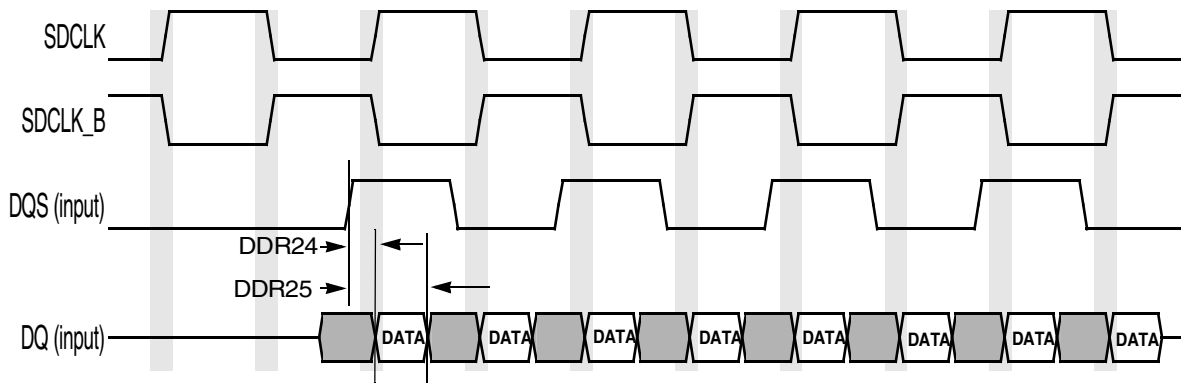 SDCLK
SDCLK_B
DQS (input)
DDR24
DDR25
DQ (input) DATA DATA DATA DATA DATA DATA DATA DATA